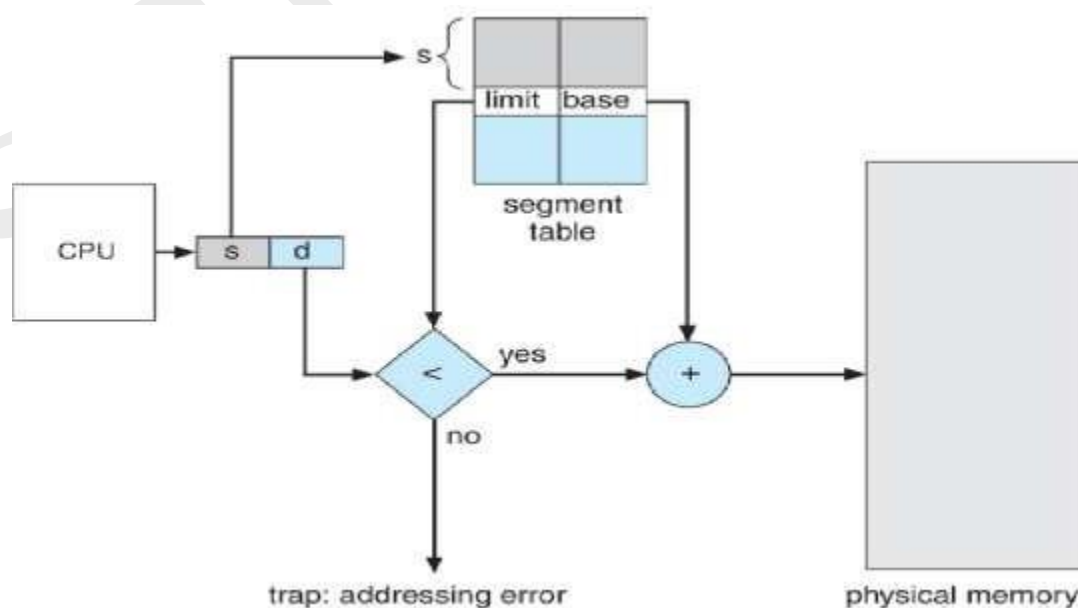 s
limit base
segment
table
CPU
s d
<
yes
+
no
trap: addressing error
physical memory